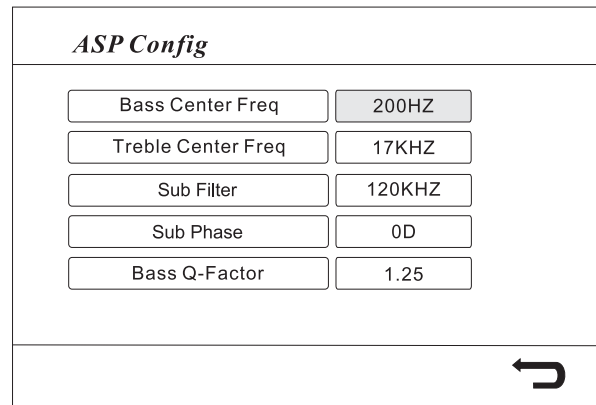 ASP Config
Bass Center Freq 200HZ
Treble Center Freq 17KHZ
Sub Filter 120KHZ
Sub Phase 0D
Bass Q-Factor 1.25